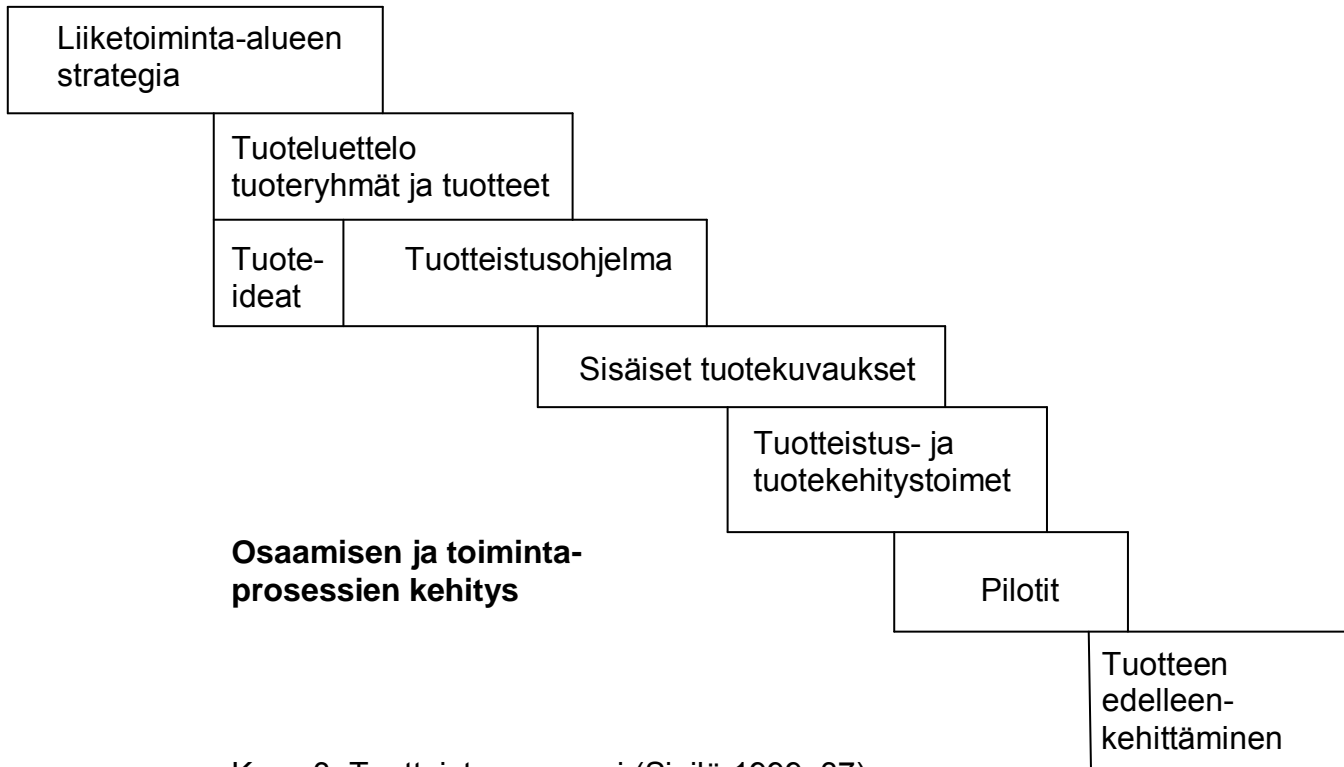 Liiketoiminta-alueen
strategia
Tuoteluettelo
tuoteryhmät ja tuotteet
Tuote-
ideat
Tuotteistusohjelma
Sisäiset tuotekuvaukset
Tuotteistus- ja
tuotekehitystoimet
Osaamisen ja toiminta-
prosessien kehitys
Pilotit
Tuotteen
edelleen-
kehittäminen